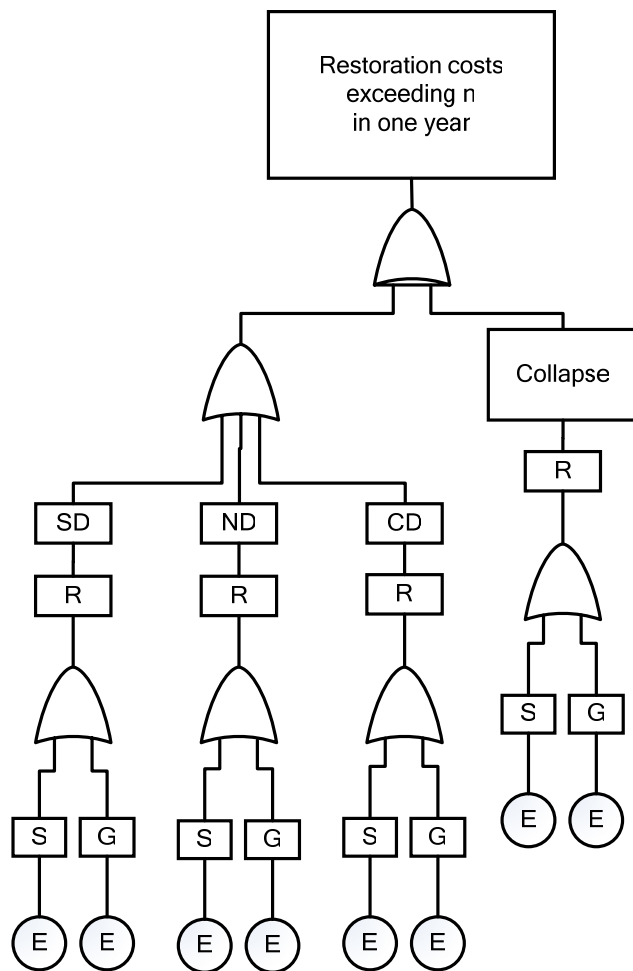 Restoration costs
exceeding n
in one year
Collapse
R
SD
ND
CD
R
R
R
S
G
S
G
S
G
S
G
E
E
E
E
E
E
E
E